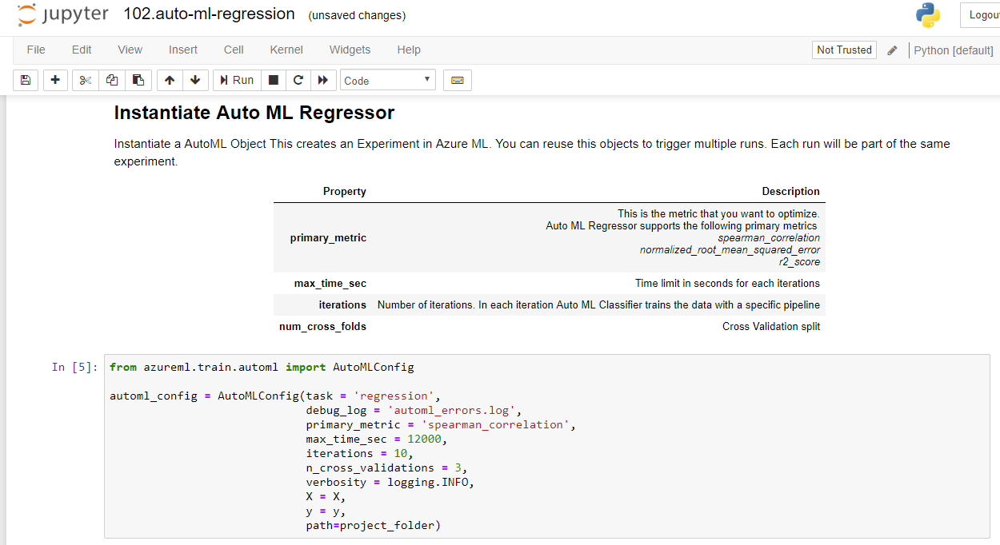 jupyter 102.auto-ml-regression (unsaved changes)
Logout
File Edit View Insert Cell Kernel Widgets Help
Not Trusted Python [default]
Run Code
Instantiate Auto ML Regressor
Instantiate a AutoML Object This creates an Experiment in Azure ML. You can reuse this objects to trigger multiple runs. Each run will be part of the same
experiment.
Property Description
This is the metric that you want to optimize.
Auto ML Regressor supports the following primary metrics
primary_metric
spearman_correlation
normalized_root_mean_squared_error
r2_score
max_time_sec Time limit in seconds for each iterations
iterations Number of iterations. In each iteration Auto ML Classifier trains the data with a specific pipeline
num_cross_folds Cross Validation split
In [5]: from azureml.train.automl import AutoMLConfig
automl_config = AutoMLConfig(task = 'regression',
debug_log = 'automl_errors.log',
primary_metric = 'spearman_correlation',
max_time_sec = 12000,
iterations = 10,
n_cross_validations = 3,
verbosity = logging.INFO,
X = X,
y = y,
path=project_folder)